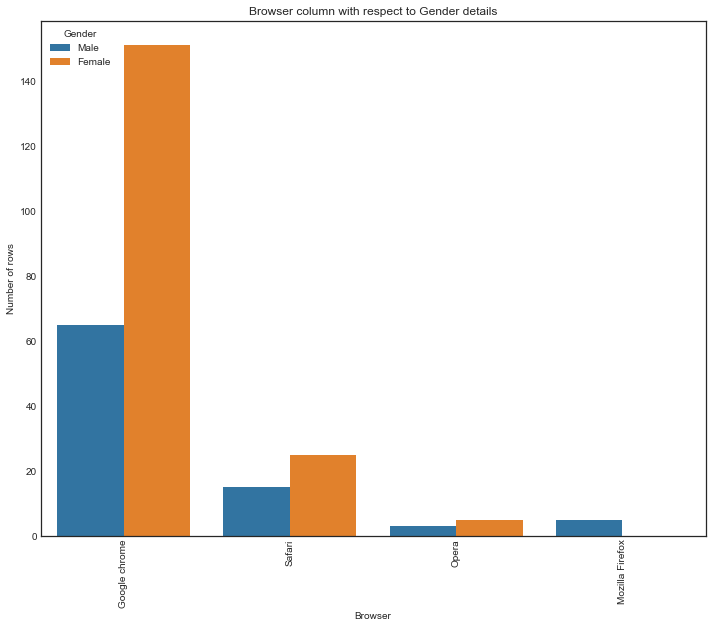 Browser column with respect to Gender details
Gender
Male
Female
140
120
100
80
60
40
20
0
Number of rows
Google chrome
Safari
Opera
Mozilla Firefox
Browser